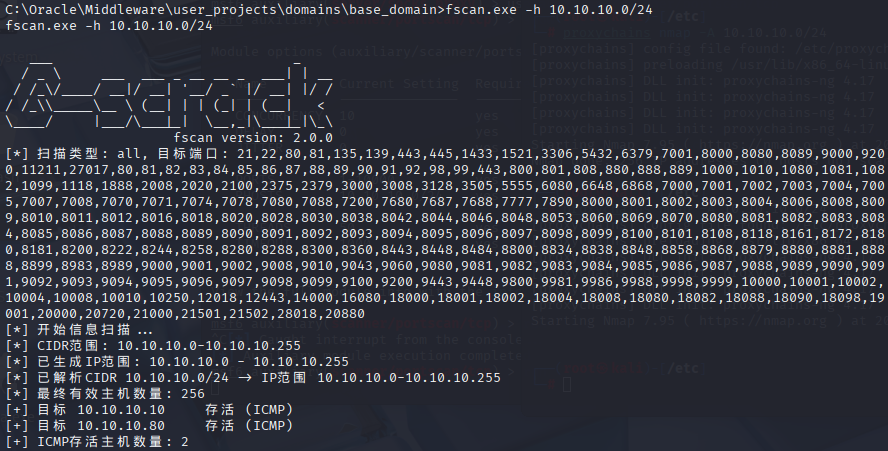 C:\Oracle\Middleware\user_projects\domains\base_domain>fscan.exe -h 10.10.10.0/24
fscan.exe -h 10.10.10.0/24
fscan version: 2.0.0
[*] 扫描类型: all, 目标端口: 21,22,80,81,135,139,443,445,1433,1521,3306,5432,6379,7001,8000,8080,8089,9000,920
0,11211,27017,80,81,82,83,84,85,86,87,88,89,90,91,92,98,99,443,800,801,808,880,888,889,1000,1010,1080,1081,108
2,1099,1118,1888,2008,2020,2100,2375,2379,3000,3008,3128,3505,5555,6080,6648,6868,7000,7001,7002,7003,7004,700
5,7007,7008,7070,7071,7074,7078,7080,7088,7200,7680,7687,7688,7777,7890,8000,8001,8002,8003,8004,8006,8008,800
9,8010,8011,8012,8016,8018,8020,8028,8030,8038,8042,8044,8046,8048,8053,8060,8069,8070,8080,8081,8082,8083,808
4,8085,8086,8087,8088,8089,8090,8091,8092,8093,8094,8095,8096,8097,8098,8099,8100,8101,8108,8118,8161,8172,818
0,8181,8200,8222,8244,8258,8280,8288,8300,8360,8443,8448,8484,8800,8834,8838,8848,8858,8868,8879,8880,8881,888
8,8899,8983,8989,9000,9001,9002,9008,9010,9043,9060,9080,9081,9082,9083,9084,9085,9086,9087,9088,9089,9090,909
1,9092,9093,9094,9095,9096,9097,9098,9099,9100,9200,9443,9448,9800,9981,9986,9988,9998,9999,10000,10001,10002,
10004,10008,10010,10250,12018,12443,14000,16080,18000,18001,18002,18004,18008,18080,18082,18088,18090,18098,19
001,20000,20720,21000,21501,21502,28018,20880
[*] 开始信息扫描...
[*] CIDR范围: 10.10.10.0-10.10.10.255
[*] 已生成IP范围: 10.10.10.0 - 10.10.10.255
[*] 已解析CIDR 10.10.10.0/24 -> IP范围 10.10.10.0-10.10.10.255
[*] 最终有效主机数量: 256
[+] 目标 10.10.10.10 存活 (ICMP)
[+] 目标 10.10.10.80 存活 (ICMP)
[+] ICMP存活主机数量: 2